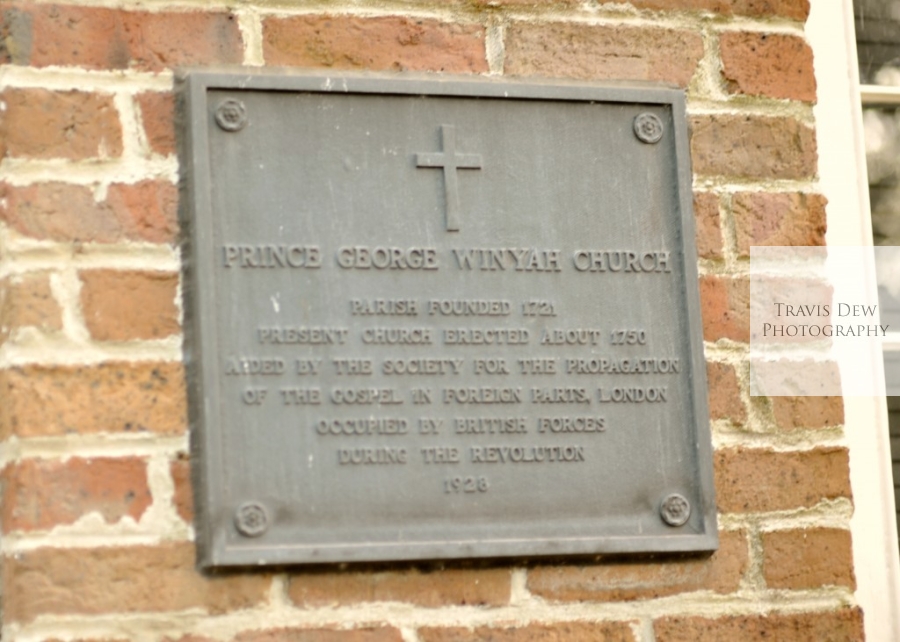 PRINCE GEORGE WINYAH CHURCH
PARISH FOUNDED 1721
PRESENT CHURCH ERECTED ABOUT 1750
AIDED BY THE SOCIETY FOR THE PROPAGATION
OF THE GOSPEL IN FOREIGN PARTS, LONDON
OCCUPIED BY BRITISH FORCES
DURING THE REVOLUTION
1928
Travis Dew
Photography